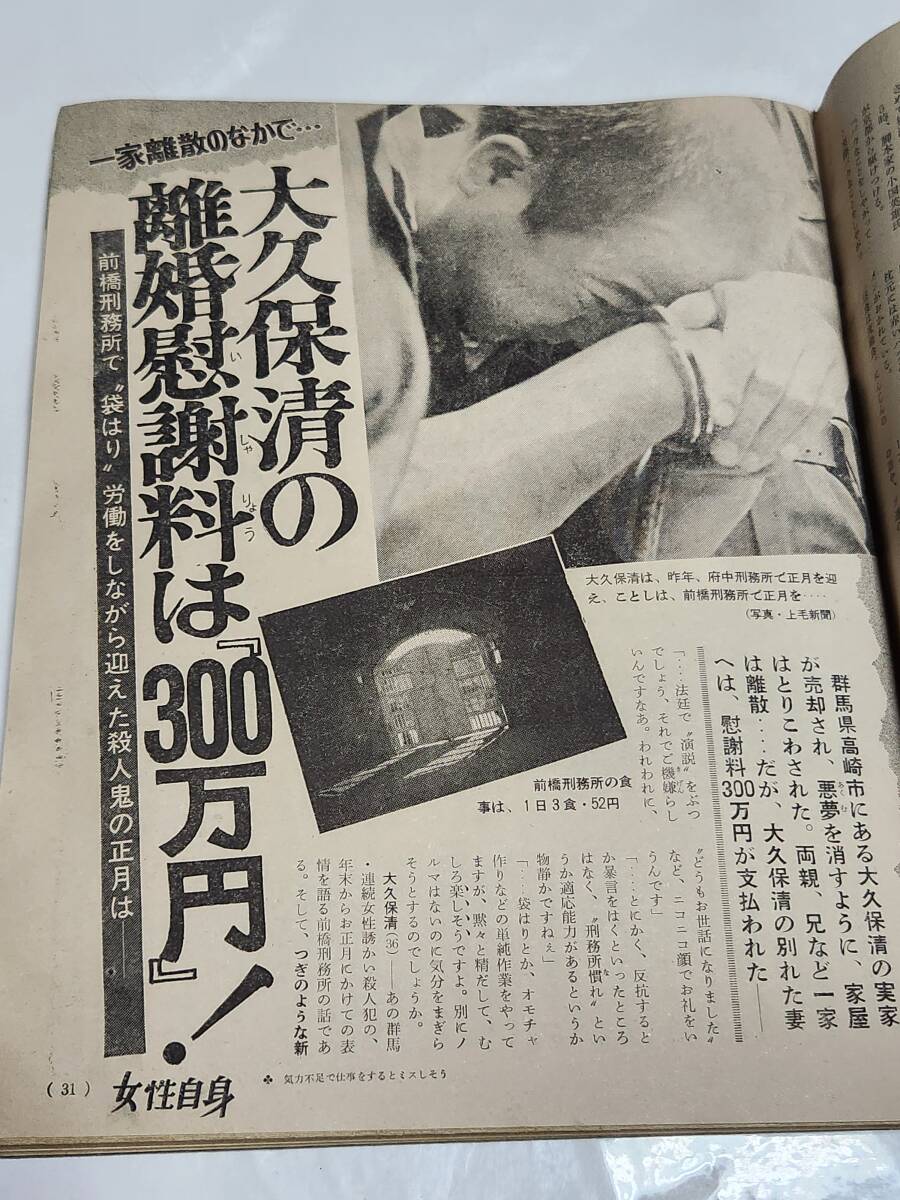 一家離散のなかで…
大久保清の
離婚慰謝料は『300万円』!
いしゃりょう
前橋刑務所で〝袋はり〟労働をしながら迎えた殺人鬼の正月は――
大久保清は、昨年、府中刑務所で正月を迎
え、ことしは、前橋刑務所で正月を‥‥
(写真・上毛新聞)
前橋刑務所の食
事は、1日3食・52円
群馬県高崎市にある大久保清の実家
が売却され、悪夢を消すように、家屋
あくむ
はとりこわされた。両親、兄など一家
は離散‥‥だが、大久保清の別れた妻
へは、慰謝料300万円が支払われた――
「‥‥法廷で〝演説〟をぶつ
でしょう、それでご機嫌らし
きげん
いんですなあ。われわれに、
〝どうもお世話になりました〟
など、ニコニコ顔でお礼をい
うんです」
「‥‥とにかく、反抗すると
か暴言をはくといったところ
はなく、〝刑務所慣れ〟とい
な
うか適応能力があるというか
物静かですねぇ」
「‥‥袋はりとか、オモチャ
作りなどの単純作業をやって
ますが、黙々と精だして、む
しろ楽しそうですよ。別にノ
ルマはないのに気分をまぎら
そうとするのでしょうか。
大久保清(36)――あの群馬
・連続女性誘かい殺人犯の、
年末からお正月にかけての表
情を語る前橋刑務所の話であ
る。そして、つぎのような新
(31)
女性自身
気力不足で仕事をするとミスしそう